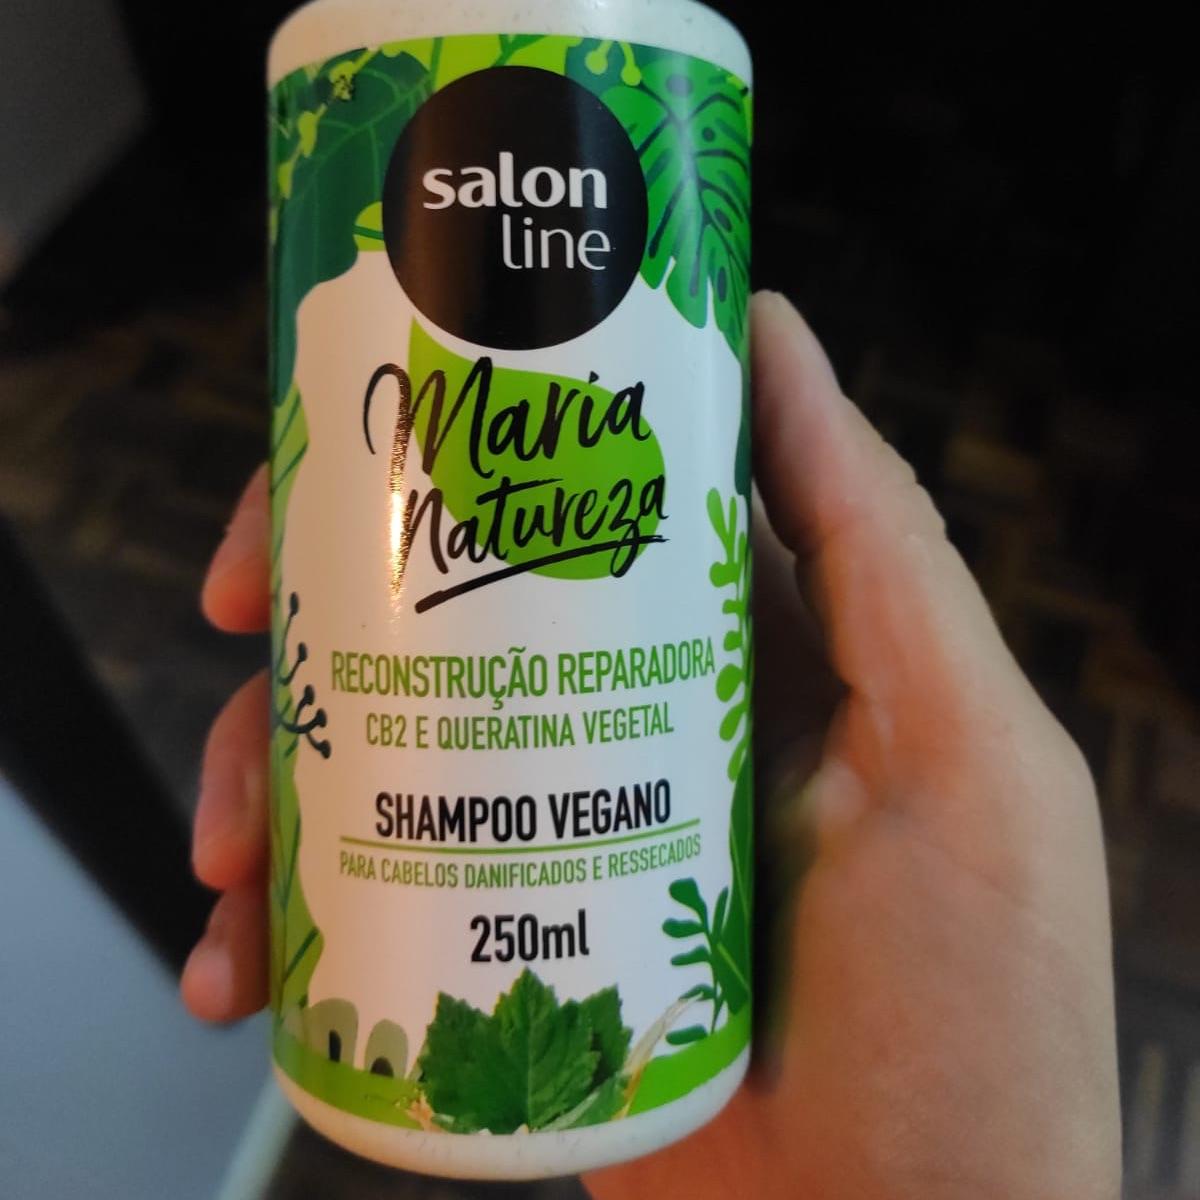 salon
line
Maria
Natureza
RECONSTRUÇÃO REPARADORA
CB2 E QUERATINA VEGETAL
SHAMPOO VEGANO
PARA CABELOS DANIFICADOS E RESSECADOS
250ml